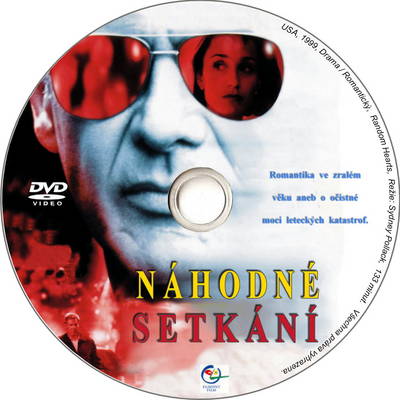 USA, 1999, Drama / Romantický, Random Hearts. Režie: Sydney Pollack, 133 minut. Všechna práva vyhrazena.
Romantika ve zralém
věku aneb o očistné
moci leteckých katastrof.
DVD
VIDEO
NÁHODNÉ
SETKÁNÍ